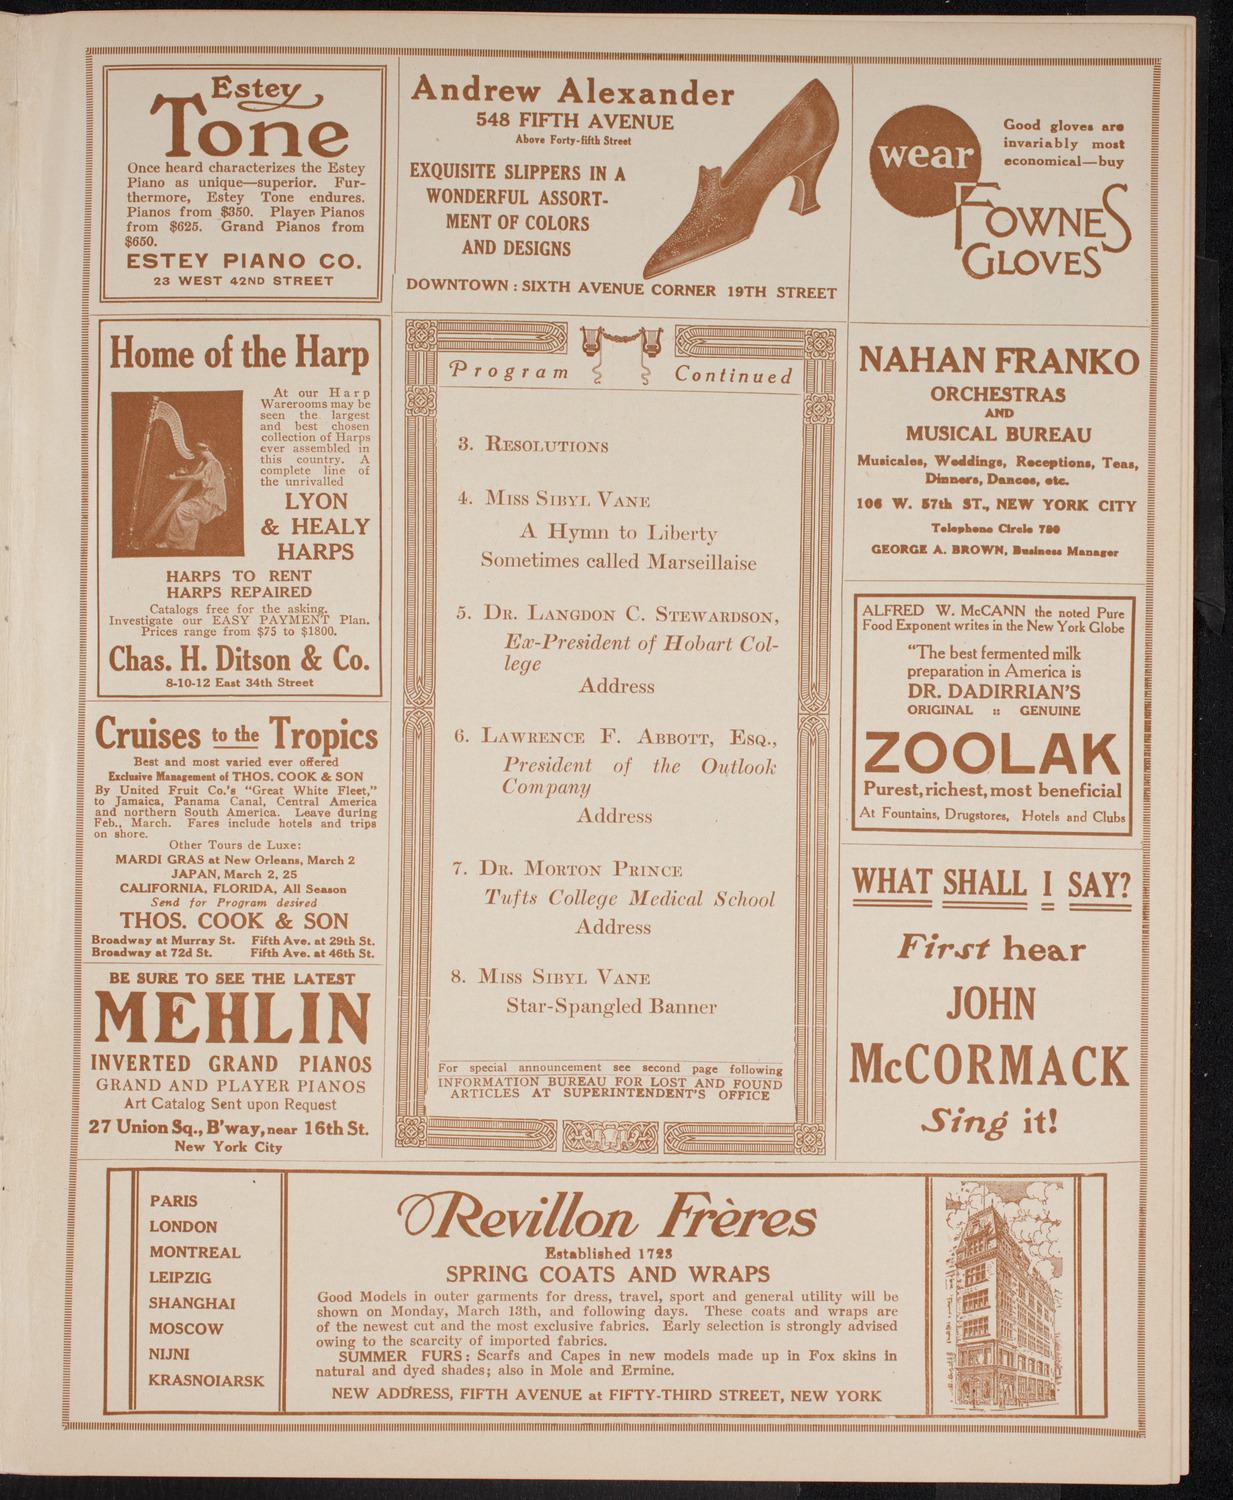 Estey
Tone
Once heard characterizes the Estey
Piano as unique—superior. Fur-
thermore, Estey Tone endures.
Pianos from $350. Player Pianos
from $625. Grand Pianos from
$650.
ESTEY PIANO CO.
23 WEST 42ND STREET
Andrew Alexander
548 FIFTH AVENUE
Above Forty-fifth Street
EXQUISITE SLIPPERS IN A
WONDERFUL ASSORT-
MENT OF COLORS
AND DESIGNS
DOWNTOWN: SIXTH AVENUE CORNER 19TH STREET
wear
Good gloves are
invariably most
economical—buy
FOWNES
GLOVES
Home of the Harp
At our Harp
Warerooms may be
seen the largest
and best chosen
collection of Harps
ever assembled in
this country. A
complete line of
the unrivalled
LYON
& HEALY
HARPS
HARPS TO RENT
HARPS REPAIRED
Catalogs free for the asking.
Investigate our EASY PAYMENT Plan.
Prices range from $75 to $1800.
Chas. H. Ditson & Co.
8-10-12 East 34th Street
Cruises to the Tropics
Best and most varied ever offered
Exclusive Management of THOS. COOK & SON
By United Fruit Co.'s "Great White Fleet,"
to Jamaica, Panama Canal, Central America
and northern South America. Leave during
Feb., March. Fares include hotels and trips
on shore.
Other Tours de Luxe:
MARDI GRAS at New Orleans, March 2
JAPAN, March 2, 25
CALIFORNIA, FLORIDA, All Season
Send for Program desired
THOS. COOK & SON
Broadway at Murray St. Fifth Ave. at 29th St.
Broadway at 72d St. Fifth Ave. at 46th St.
BE SURE TO SEE THE LATEST
MEHLIN
INVERTED GRAND PIANOS
GRAND AND PLAYER PIANOS
Art Catalog Sent upon Request
27 Union Sq., B'way, near 16th St.
New York City
Program Continued
3. RESOLUTIONS
4. MISS SIBYL VANE
A Hymn to Liberty
Sometimes called Marseillaise
5. DR. LANGDON C. STEWARDSON,
Ex-President of Hobart Col-
lege
Address
6. LAWRENCE F. ABBOTT, ESQ.,
President of the Outlook
Company
Address
7. DR. MORTON PRINCE
Tufts College Medical School
Address
8. MISS SIBYL VANE
Star-Spangled Banner
For special announcement see second page following
INFORMATION BUREAU FOR LOST AND FOUND
ARTICLES AT SUPERINTENDENT'S OFFICE
NAHAN FRANKO
ORCHESTRAS
AND
MUSICAL BUREAU
Musicales, Weddings, Receptions, Teas,
Dinners, Dances, etc.
106 W. 57th ST., NEW YORK CITY
Telephone Circle 780
GEORGE A. BROWN, Business Manager
ALFRED W. McCANN the noted Pure
Food Exponent writes in the New York Globe
"The best fermented milk
preparation in America is
DR. DADIRRIAN'S
ORIGINAL :: GENUINE
ZOOLAK
Purest, richest, most beneficial
At Fountains, Drugstores, Hotels and Clubs
WHAT SHALL I SAY?
First hear
JOHN
McCORMACK
Sing it!
PARIS
LONDON
MONTREAL
LEIPZIG
SHANGHAI
MOSCOW
NIJNI
KRASNOIARSK
Revillon Frères
Established 1723
SPRING COATS AND WRAPS
Good Models in outer garments for dress, travel, sport and general utility will be
shown on Monday, March 13th, and following days. These coats and wraps are
of the newest cut and the most exclusive fabrics. Early selection is strongly advised
owing to the scarcity of imported fabrics.
SUMMER FURS: Scarfs and Capes in new models made up in Fox skins in
natural and dyed shades; also in Mole and Ermine.
NEW ADDRESS, FIFTH AVENUE at FIFTY-THIRD STREET, NEW YORK